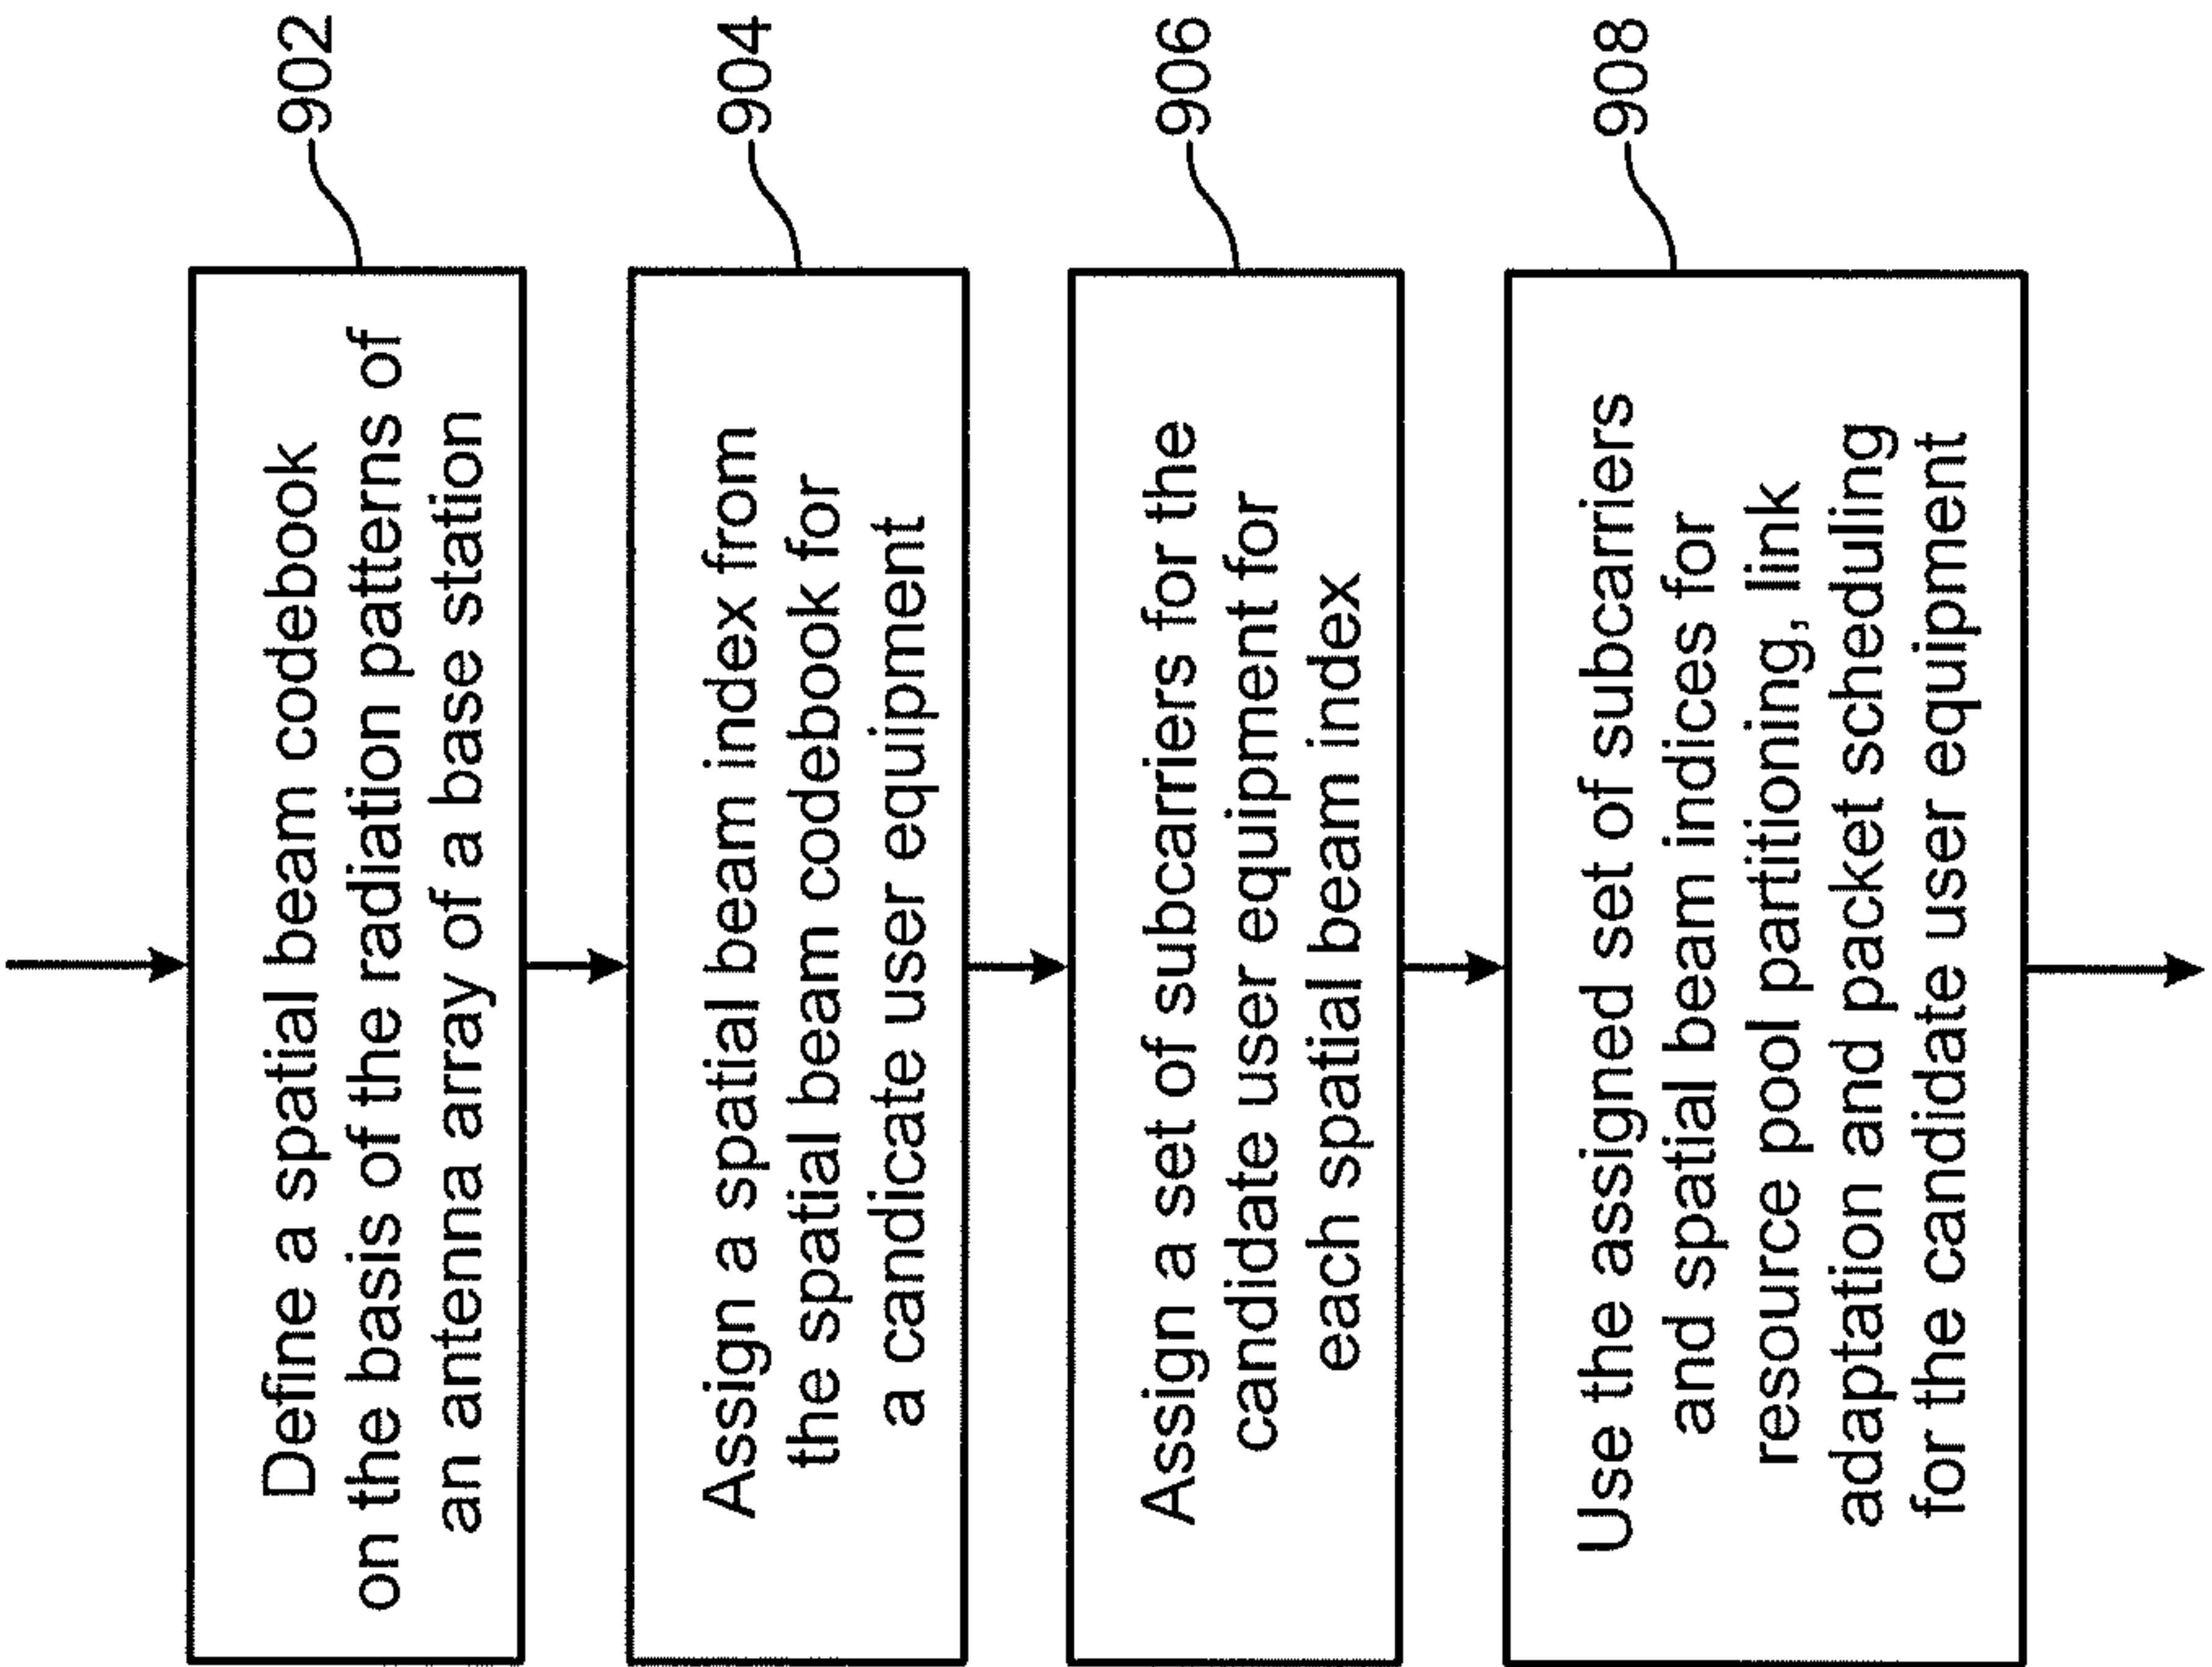 Define a spatial beam codebook
on the basis of the radiation patterns of
an antenna array of a base station
902
Assign a spatial beam index from
the spatial beam codebook for
a candicate user equipment
904
Assign a set of subcarriers for the
candidate user equipment for
each spatial beam index
906
Use the assigned set of subcarriers
and spatial beam indices for
resource pool partitioning, link
adaptation and packet scheduling
for the candidate user equipment
908